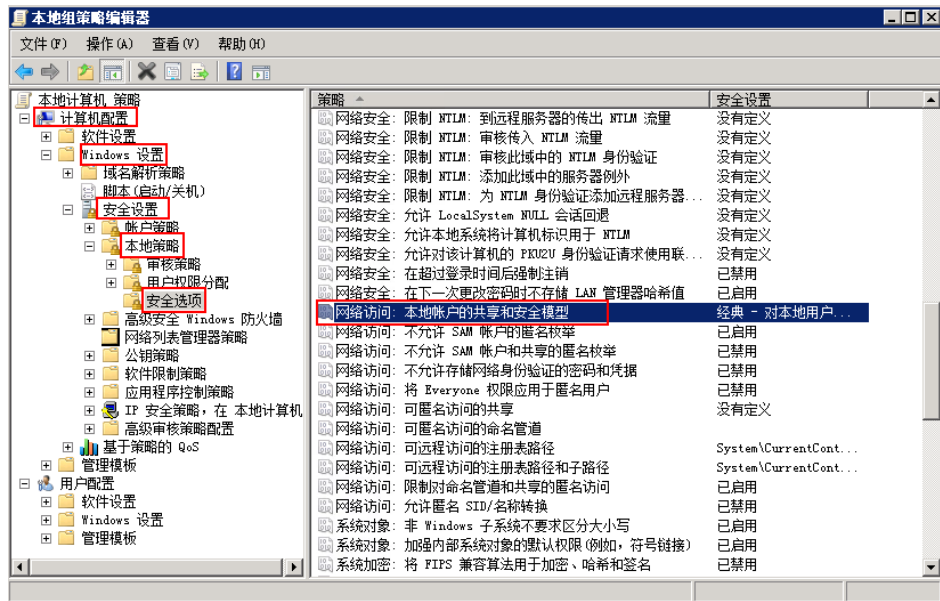 本地组策略编辑器
文件(F) 操作(A) 查看(V) 帮助(H)
本地计算机 策略
计算机配置
软件设置
Windows 设置
域名解析策略
脚本(启动/关机)
安全设置
帐户策略
本地策略
审核策略
用户权限分配
安全选项
高级安全 Windows 防火墙
网络列表管理器策略
公钥策略
软件限制策略
应用程序控制策略
IP 安全策略，在 本地计算机
高级审核策略配置
基于策略的 QoS
管理模板
用户配置
软件设置
Windows 设置
管理模板
策略 安全设置
网络安全: 限制 NTLM: 到远程服务器的传出 NTLM 流量 没有定义
网络安全: 限制 NTLM: 审核传入 NTLM 流量 没有定义
网络安全: 限制 NTLM: 审核此域中的 NTLM 身份验证 没有定义
网络安全: 限制 NTLM: 添加此域中的服务器例外 没有定义
网络安全: 限制 NTLM: 为 NTLM 身份验证添加远程服务器... 没有定义
网络安全: 允许 LocalSystem NULL 会话回退 没有定义
网络安全: 允许本地系统将计算机标识用于 NTLM 没有定义
网络安全: 允许对该计算机的 PKU2U 身份验证请求使用联... 没有定义
网络安全: 在超过登录时间后强制注销 已禁用
网络安全: 在下一次更改密码时不存储 LAN 管理器哈希值 已启用
网络访问: 本地帐户的共享和安全模型 经典 - 对本地用户...
网络访问: 不允许 SAM 帐户的匿名枚举 已启用
网络访问: 不允许 SAM 帐户和共享的匿名枚举 已禁用
网络访问: 不允许存储网络身份验证的密码和凭据 已禁用
网络访问: 将 Everyone 权限应用于匿名用户 已禁用
网络访问: 可匿名访问的共享 没有定义
网络访问: 可匿名访问的命名管道
网络访问: 可远程访问的注册表路径 System\CurrentCont...
网络访问: 可远程访问的注册表路径和子路径 System\CurrentCont...
网络访问: 限制对命名管道和共享的匿名访问 已启用
网络访问: 允许匿名 SID/名称转换 已禁用
系统对象: 非 Windows 子系统不要求区分大小写 已启用
系统对象: 加强内部系统对象的默认权限(例如，符号链接) 已启用
系统加密: 将 FIPS 兼容算法用于加密、哈希和签名 已禁用